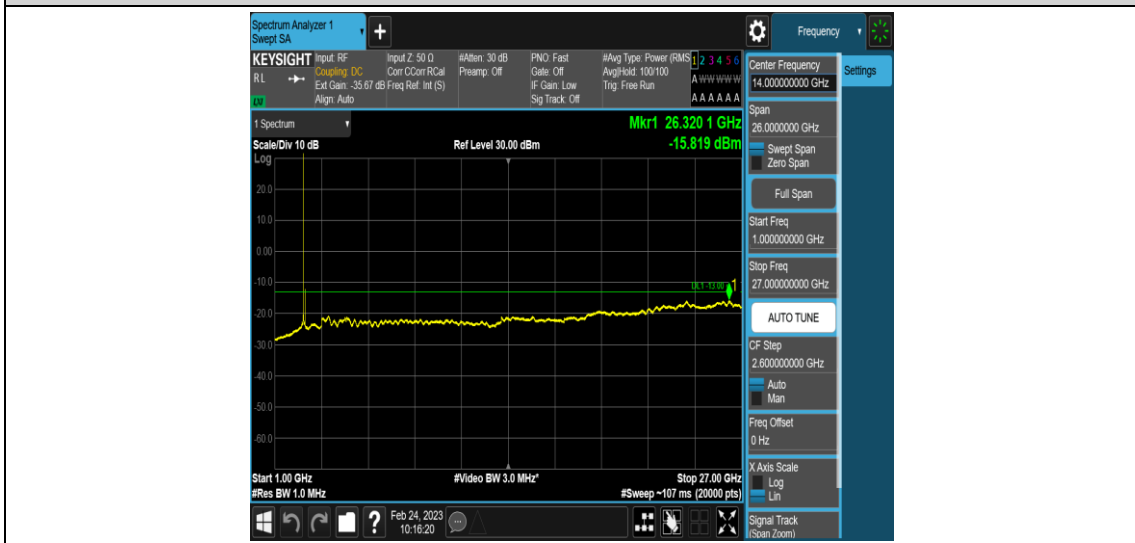 Spectrum Analyzer 1
Swept SA
+
Frequency
KEYSIGHT
RL
LXI
Input: RF
Coupling: DC
Ext Gain: -35.67 dB
Align: Auto
Input Z: 50 Ω
Corr CCorr RCal
Freq Ref: Int (S)
#Atten: 30 dB
Preamp: Off
PNO: Fast
Gate: Off
IF Gain: Low
Sig Track: Off
#Avg Type: Power (RMS
Avg|Hold: 100/100
Trig: Free Run
1 2 3 4 5 6
A W W W W W
A A A A A A
1 Spectrum
Scale/Div 10 dB
Ref Level 30.00 dBm
Mkr1 26.320 1 GHz
-15.819 dBm
Log
20.0
10.0
0.00
-10.0
-20.0
-30.0
-40.0
-50.0
-60.0
DL1 -13.00
1
Start 1.00 GHz
#Res BW 1.0 MHz
#Video BW 3.0 MHz*
Stop 27.00 GHz
#Sweep ~107 ms (20000 pts)
?
Feb 24, 2023
10:16:20
Center Frequency
14.000000000 GHz
Settings
Span
26.0000000 GHz
Swept Span
Zero Span
Full Span
Start Freq
1.000000000 GHz
Stop Freq
27.000000000 GHz
AUTO TUNE
CF Step
2.600000000 GHz
Auto
Man
Freq Offset
0 Hz
X Axis Scale
Log
Lin
Signal Track
(Span Zoom)